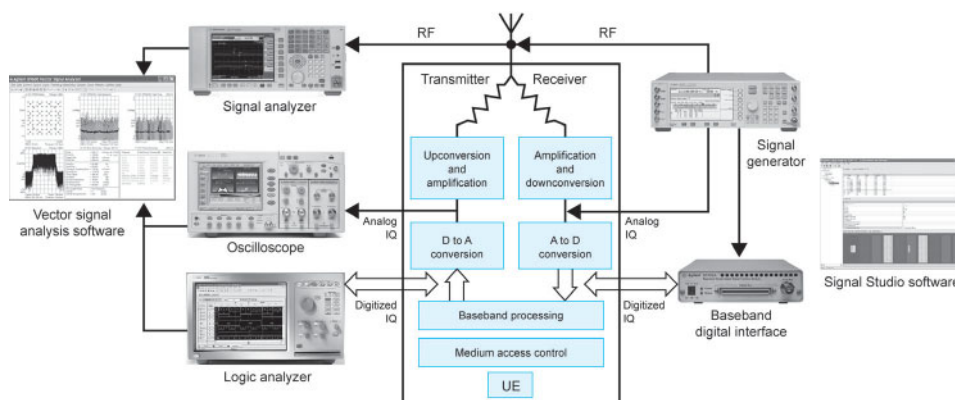 RF
RF
Transmitter
Receiver
Signal analyzer
Upconversion
and
amplification
Amplification
and
downconversion
Signal
generator
Vector signal
analysis software
Oscilloscope
Analog
IQ
Analog
IQ
D to A
conversion
A to D
conversion
Signal Studio software
Digitized
IQ
Digitized
IQ
Baseband processing
Baseband
digital interface
Medium access control
Logic analyzer
UE